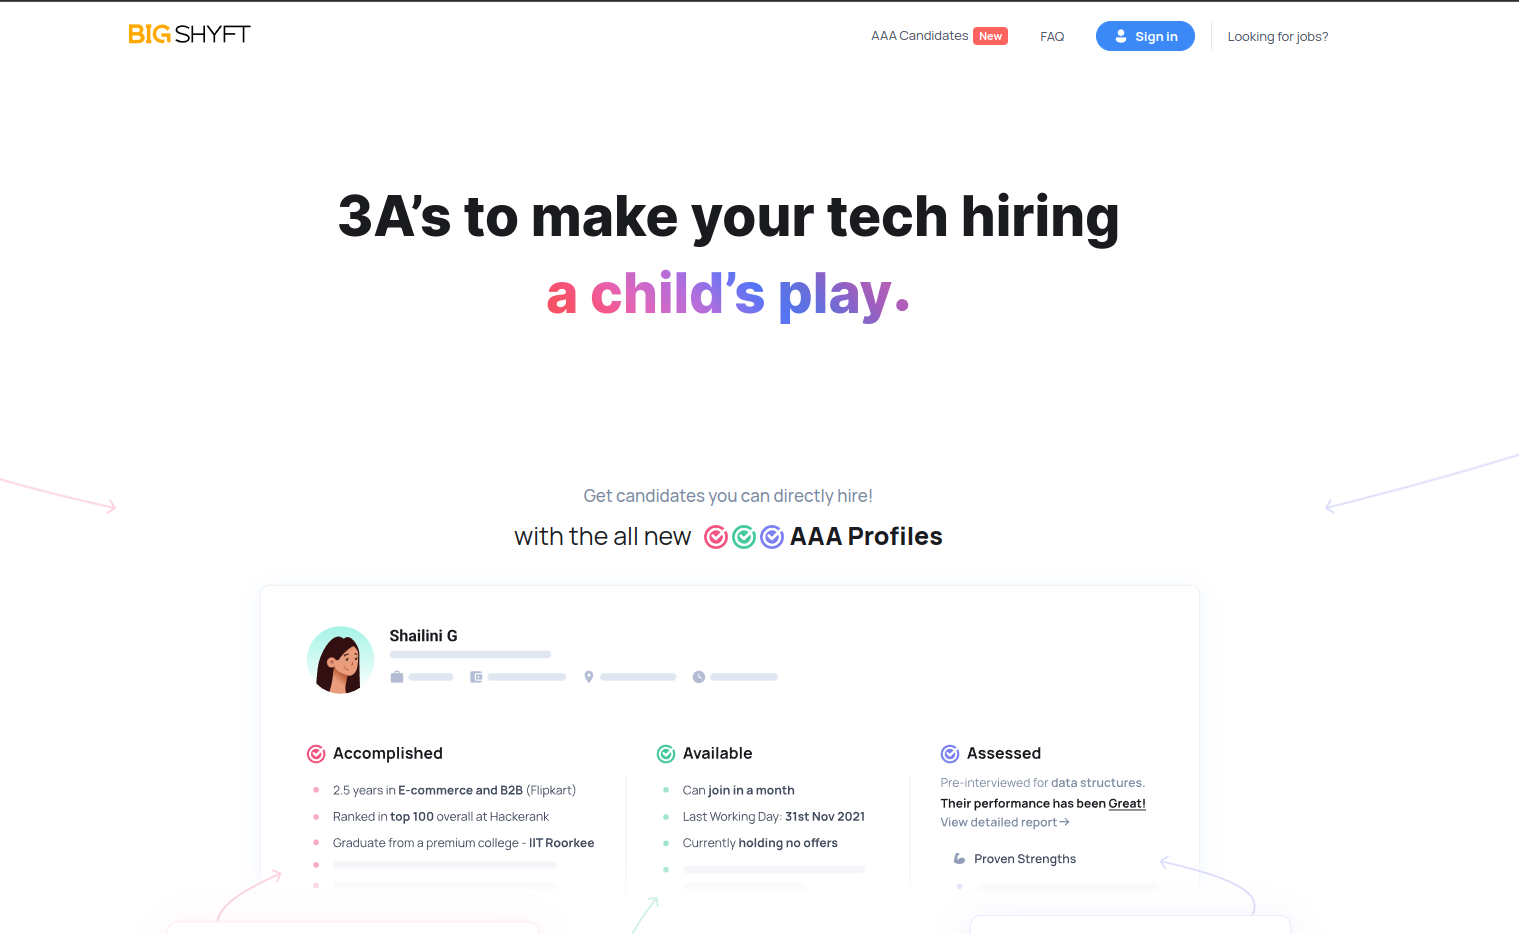 BIGSHYFT
AAA Candidates New
FAQ
Sign in
Looking for jobs?
3A’s to make your tech hiring
a child’s play.
Get candidates you can directly hire!
with the all new AAA Profiles
Shailini G
Accomplished
2.5 years in E-commerce and B2B (Flipkart)
Ranked in top 100 overall at Hackerank
Graduate from a premium college - IIT Roorkee
Available
Can join in a month
Last Working Day: 31st Nov 2021
Currently holding no offers
Assessed
Pre-interviewed for data structures.
Their performance has been Great!
View detailed report→
Proven Strengths